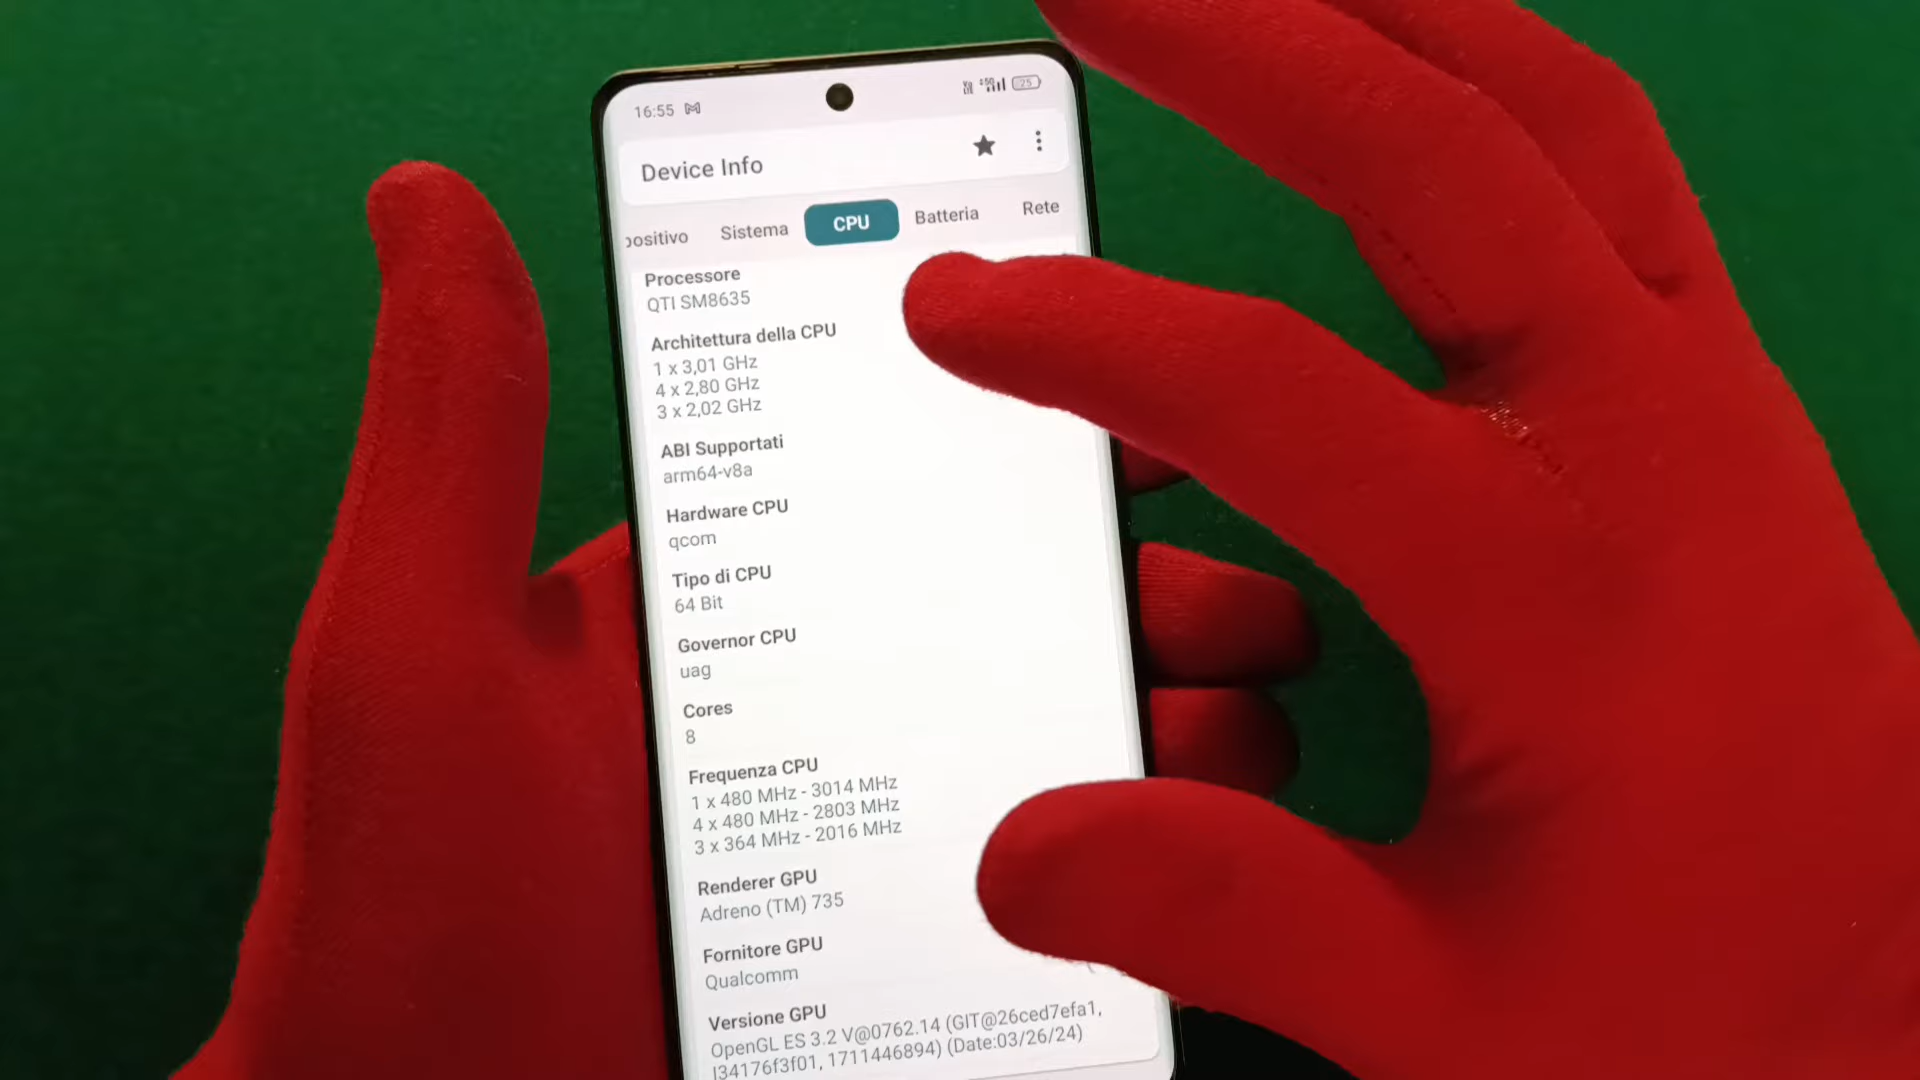 16:55
25
Device Info
positivo Sistema CPU Batteria Rete
Processore
QTI SM8635
Architettura della CPU
1 x 3,01 GHz
4 x 2,80 GHz
3 x 2,02 GHz
ABI Supportati
arm64-v8a
Hardware CPU
qcom
Tipo di CPU
64 Bit
Governor CPU
uag
Cores
8
Frequenza CPU
1 x 480 MHz - 3014 MHz
4 x 480 MHz - 2803 MHz
3 x 364 MHz - 2016 MHz
Renderer GPU
Adreno (TM) 735
Fornitore GPU
Qualcomm
Versione GPU
OpenGL ES 3.2 V@0762.14 (GIT@26ced7efa1,
I34176f3f01, 1711446894) (Date:03/26/24)